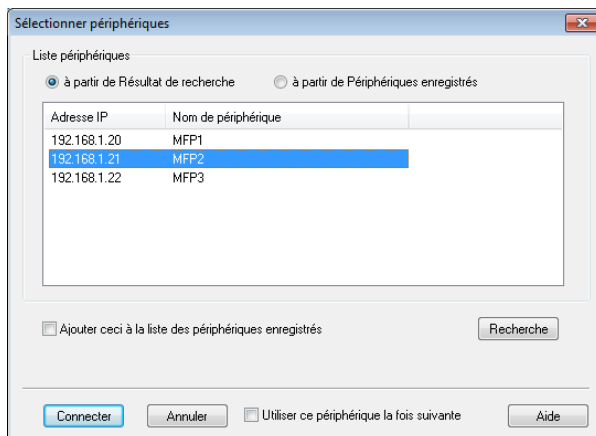 Sélectionner périphériques
Liste périphériques
à partir de Résultat de recherche à partir de Périphériques enregistrés
Adresse IP Nom de périphérique
192.168.1.20 MFP1
192.168.1.21 MFP2
192.168.1.22 MFP3
Ajouter ceci à la liste des périphériques enregistrés Recherche
Connecter Annuler Utiliser ce périphérique la fois suivante Aide